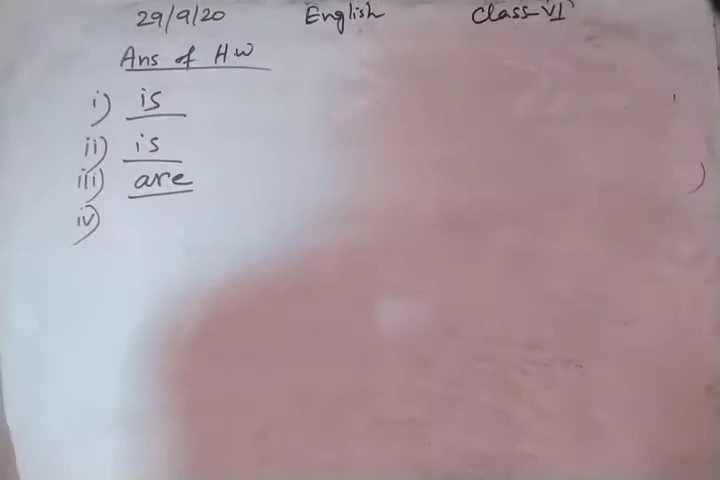 29/9/20 English Class-VI
Ans of HW
i) is
ii) is
iii) are
iv)